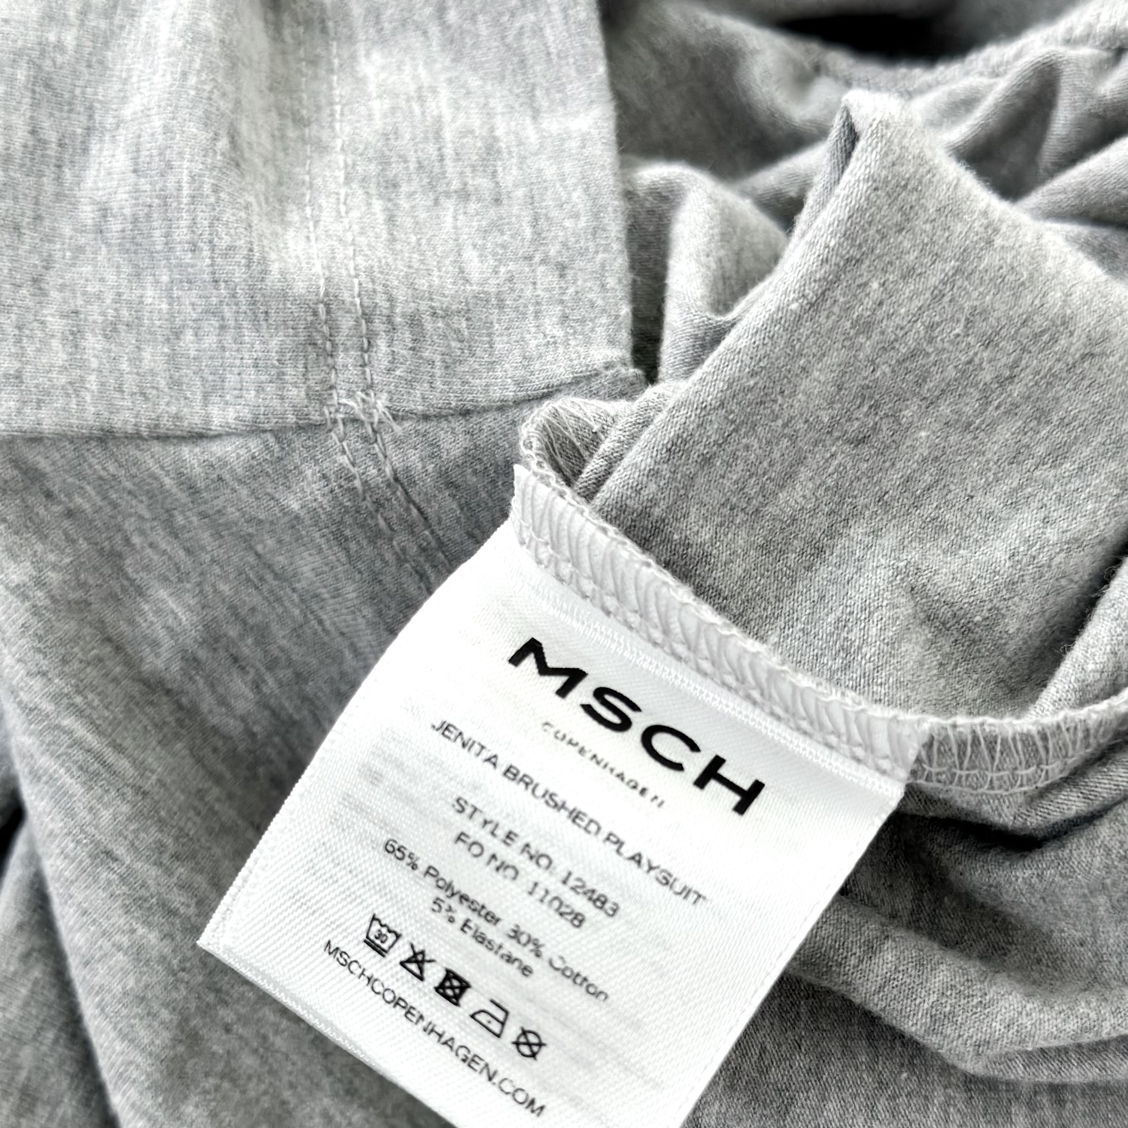 MSCH
COPENHAGEN
JENITA BRUSHED PLAYSUIT
STYLE NO. 12483
FO NO. 11028
65% Polyester 30% Cotton
5% Elastane
30
MSCHCOPENHAGEN.COM